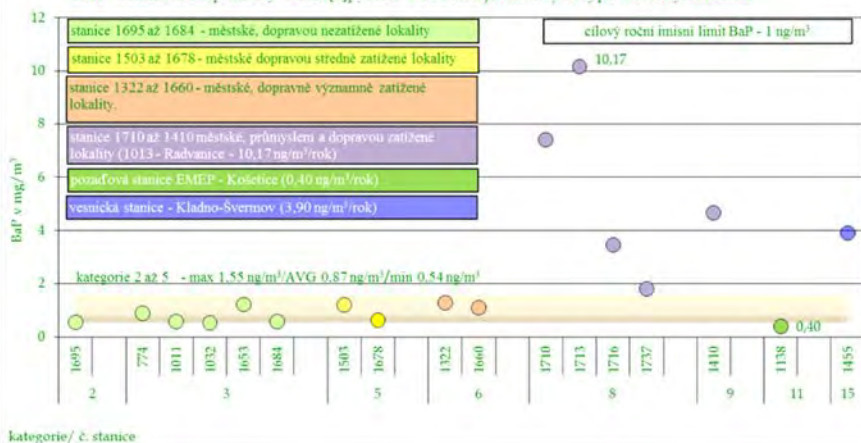 12
10
8
6
4
2
0
BaP v mg/m³
stanice 1695 až 1684 - městské, dopravou nezatížené lokality
stanice 1503 až 1678 - městské dopravou středně zatížené lokality
stanice 1322 až 1660 - městské, dopravně významně zatížené
lokality.
stanice 1710 až 1410 městské, průmyslem a dopravou zatížené
lokality (1013 - Radvanice - 10,17 ng/m³/rok)
pozaďová stanice EMEP - Košetice (0,40 ng/m³/rok)
vesnická stanice - Kladno-Švermov (3,90 ng/m³/rok)
cílový roční imisní limit BaP - 1 ng/m³
10,17
kategorie 2 až 5 - max 1,55 ng/m³/AVG 0,87 ng/m³/min 0,54 ng/m³
0,40
1695 774 1011 1032 1653 1684 1503 1678 1322 1660 1710 1713 1716 1737 1410 1138 1455
2 3 5 6 8 9 11 15
kategorie/ č. stanice